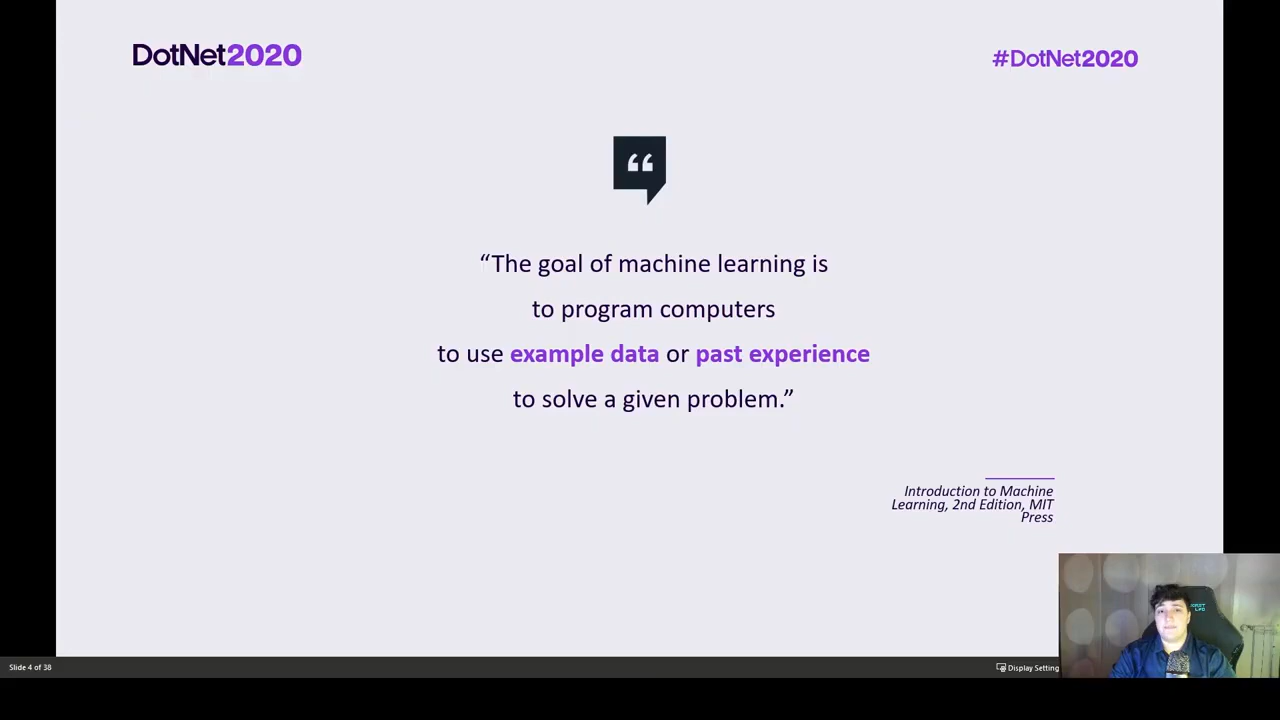 DotNet2020
#DotNet2020
“
“The goal of machine learning is
to program computers
to use example data or past experience
to solve a given problem.”
Introduction to Machine
Learning, 2nd Edition, MIT
Press
Slide 4 of 38
Display Setting